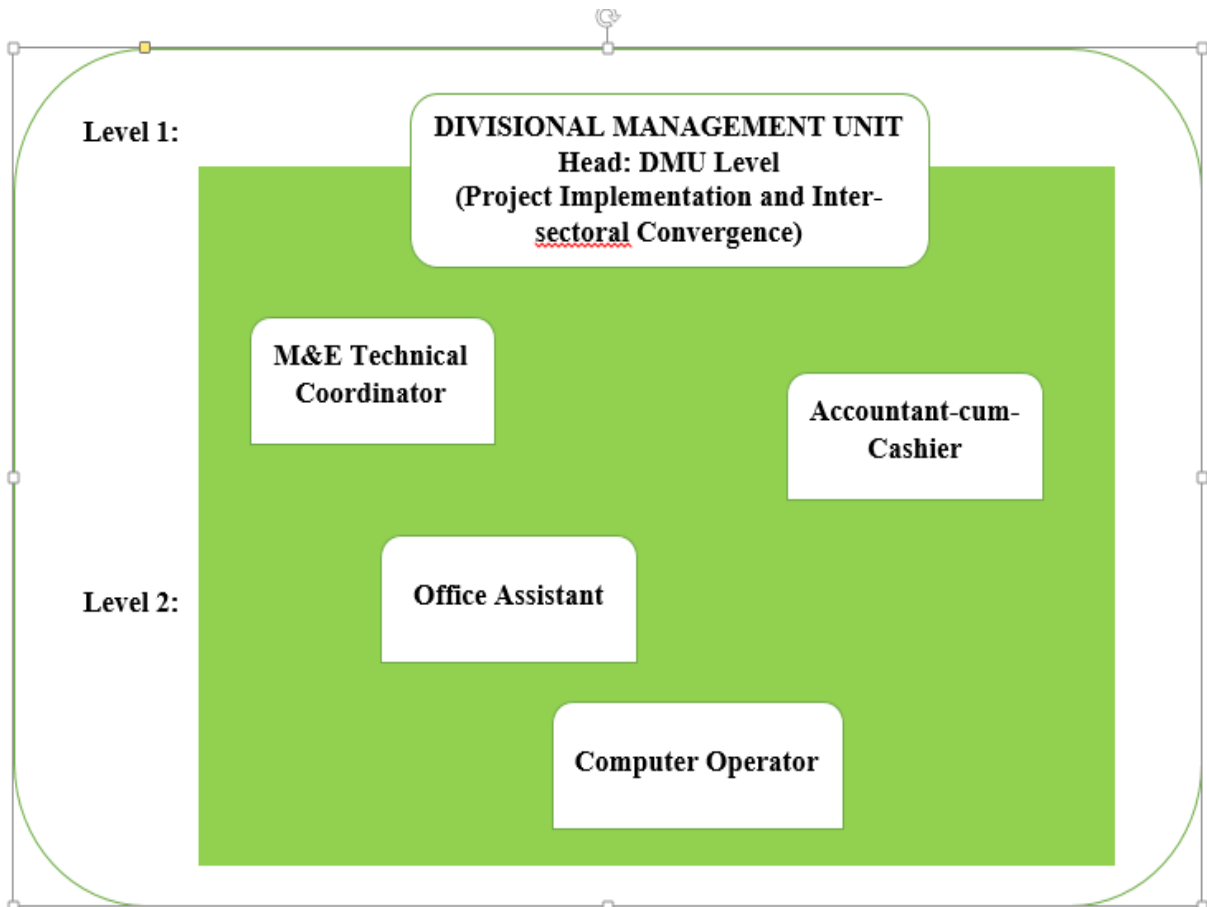 Level 1:
DIVISIONAL MANAGEMENT UNIT
Head: DMU Level
(Project Implementation and Inter-
sectoral Convergence)
M&E Technical
Coordinator
Accountant-cum-
Cashier
Level 2:
Office Assistant
Computer Operator